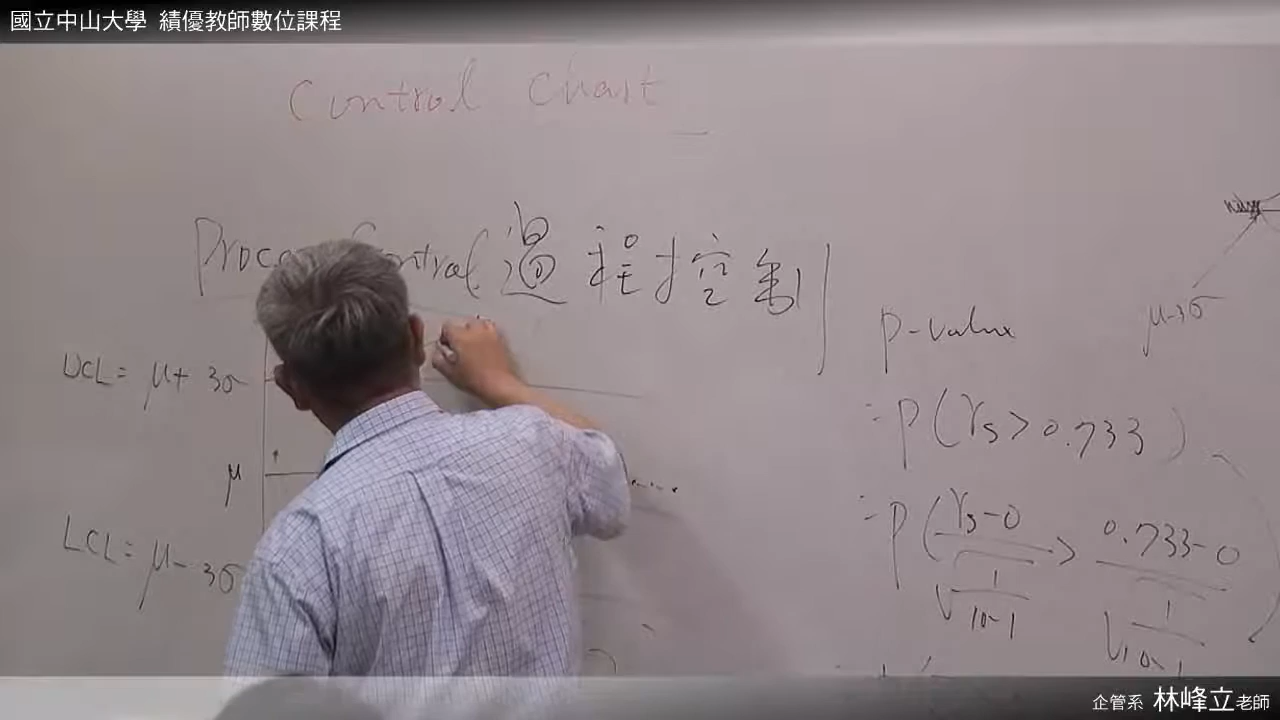 國立中山大學 績優教師數位課程
Control Chart
Process Control 過程控制
UCL = μ + 3σ
μ
LCL = μ - 3σ
μ-3σ
p-value
= P(rs > 0.733)
= P( rs-0 / √ 1/10-1 > 0.733-0 / √ 1/10-1
企管系 林峰立老師